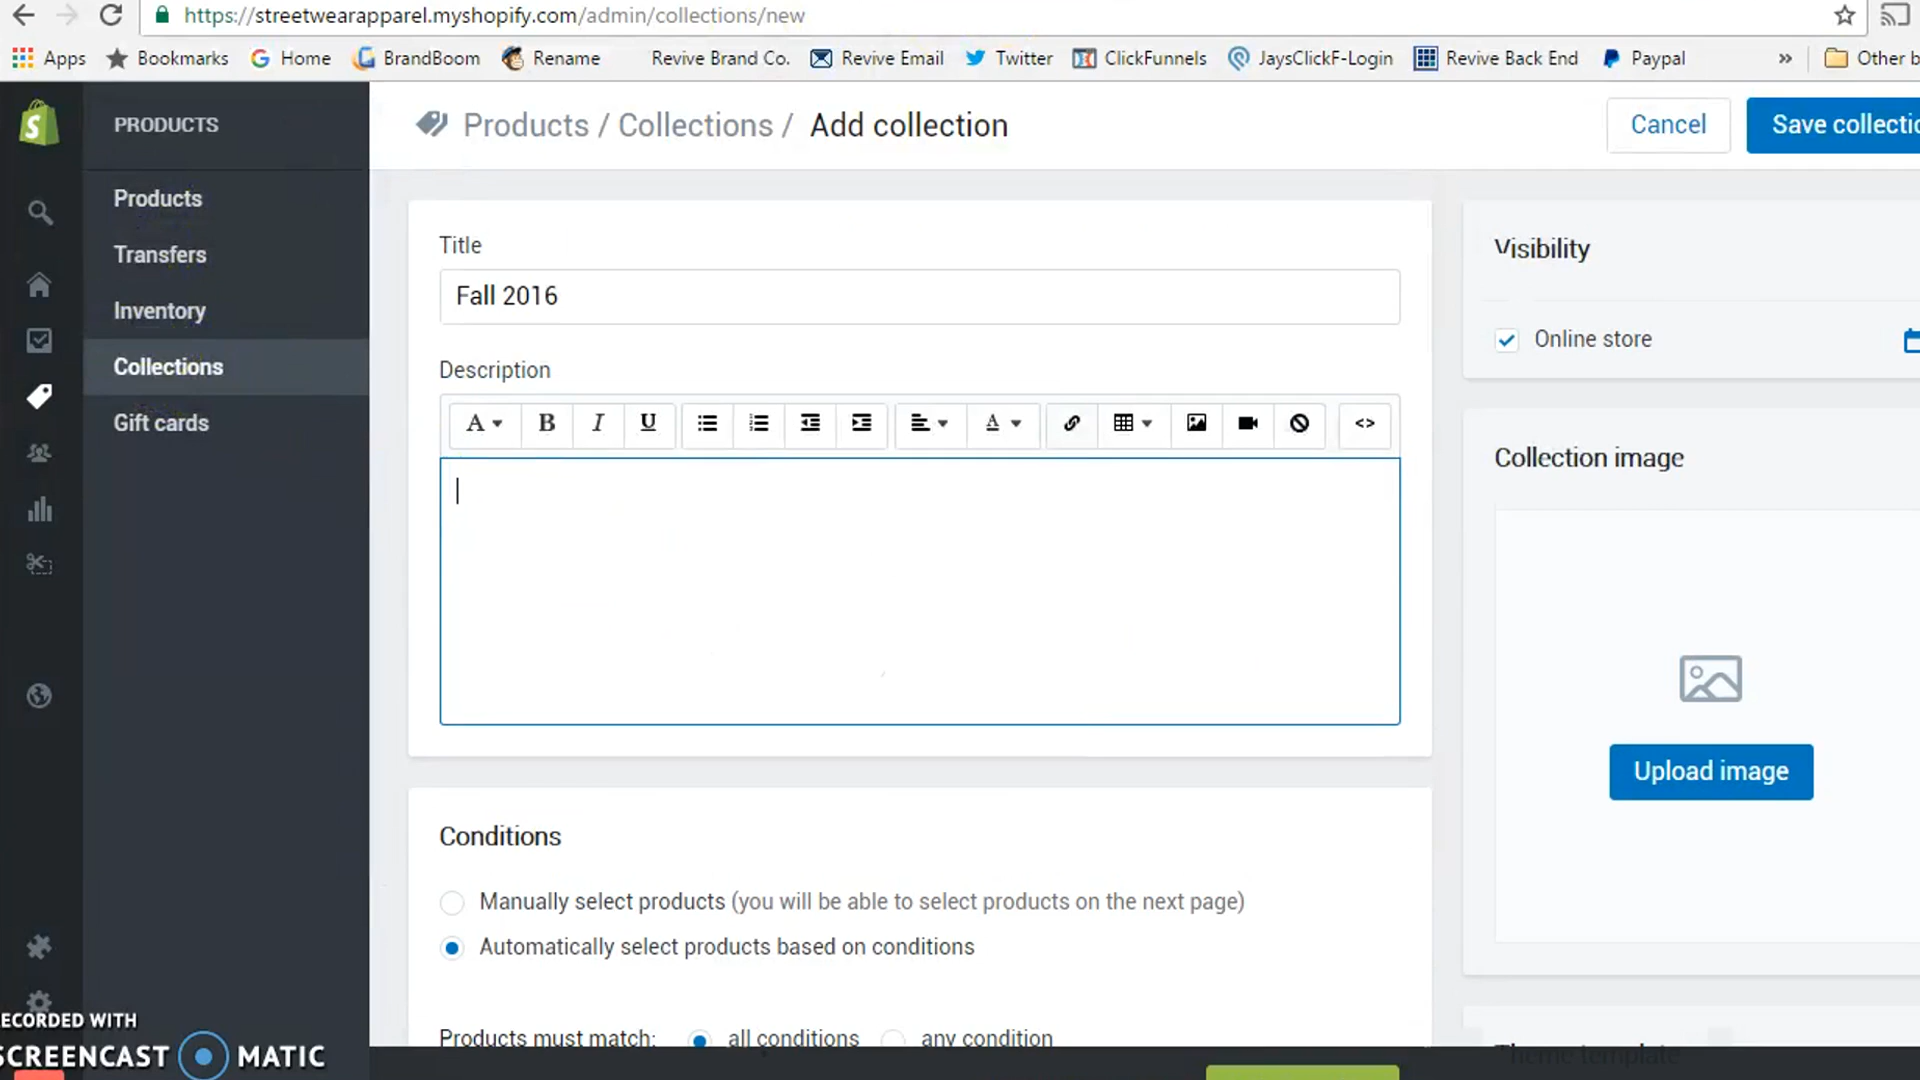 https://streetwearapparel.myshopify.com/admin/collections/new
Apps Bookmarks Home BrandBoom Rename Revive Brand Co. Revive Email Twitter ClickFunnels JaysClickF-Login Revive Back End Paypal » Other b
PRODUCTS
Products
Transfers
Inventory
Collections
Gift cards
Products / Collections / Add collection
Cancel
Save collectio
Title
Fall 2016
Description
A B I U A <>
Conditions
Manually select products (you will be able to select products on the next page)
Automatically select products based on conditions
Products must match: all conditions any condition
Visibility
Online store
Collection image
Upload image
Theme template
RECORDED WITH
SCREENCAST MATIC